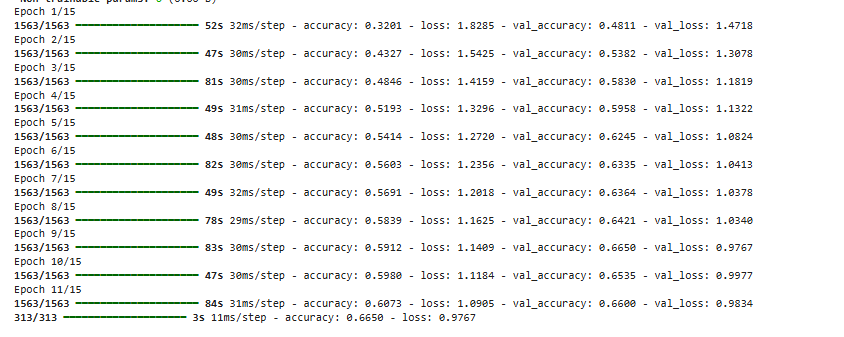 Non-trainable params: 0 (0.00 B)
Epoch 1/15
1563/1563 ━━━━━━━━━━━━━━━━━━━━ 52s 32ms/step - accuracy: 0.3201 - loss: 1.8285 - val_accuracy: 0.4811 - val_loss: 1.4718
Epoch 2/15
1563/1563 ━━━━━━━━━━━━━━━━━━━━ 47s 30ms/step - accuracy: 0.4327 - loss: 1.5425 - val_accuracy: 0.5382 - val_loss: 1.3078
Epoch 3/15
1563/1563 ━━━━━━━━━━━━━━━━━━━━ 81s 30ms/step - accuracy: 0.4846 - loss: 1.4159 - val_accuracy: 0.5830 - val_loss: 1.1819
Epoch 4/15
1563/1563 ━━━━━━━━━━━━━━━━━━━━ 49s 31ms/step - accuracy: 0.5193 - loss: 1.3296 - val_accuracy: 0.5958 - val_loss: 1.1322
Epoch 5/15
1563/1563 ━━━━━━━━━━━━━━━━━━━━ 48s 30ms/step - accuracy: 0.5414 - loss: 1.2720 - val_accuracy: 0.6245 - val_loss: 1.0824
Epoch 6/15
1563/1563 ━━━━━━━━━━━━━━━━━━━━ 82s 30ms/step - accuracy: 0.5603 - loss: 1.2356 - val_accuracy: 0.6335 - val_loss: 1.0413
Epoch 7/15
1563/1563 ━━━━━━━━━━━━━━━━━━━━ 49s 32ms/step - accuracy: 0.5691 - loss: 1.2018 - val_accuracy: 0.6364 - val_loss: 1.0378
Epoch 8/15
1563/1563 ━━━━━━━━━━━━━━━━━━━━ 78s 29ms/step - accuracy: 0.5839 - loss: 1.1625 - val_accuracy: 0.6421 - val_loss: 1.0340
Epoch 9/15
1563/1563 ━━━━━━━━━━━━━━━━━━━━ 83s 30ms/step - accuracy: 0.5912 - loss: 1.1409 - val_accuracy: 0.6650 - val_loss: 0.9767
Epoch 10/15
1563/1563 ━━━━━━━━━━━━━━━━━━━━ 47s 30ms/step - accuracy: 0.5980 - loss: 1.1184 - val_accuracy: 0.6535 - val_loss: 0.9977
Epoch 11/15
1563/1563 ━━━━━━━━━━━━━━━━━━━━ 84s 31ms/step - accuracy: 0.6073 - loss: 1.0905 - val_accuracy: 0.6600 - val_loss: 0.9834
313/313 ━━━━━━━━━━━━━━━━━━━━ 3s 11ms/step - accuracy: 0.6650 - loss: 0.9767